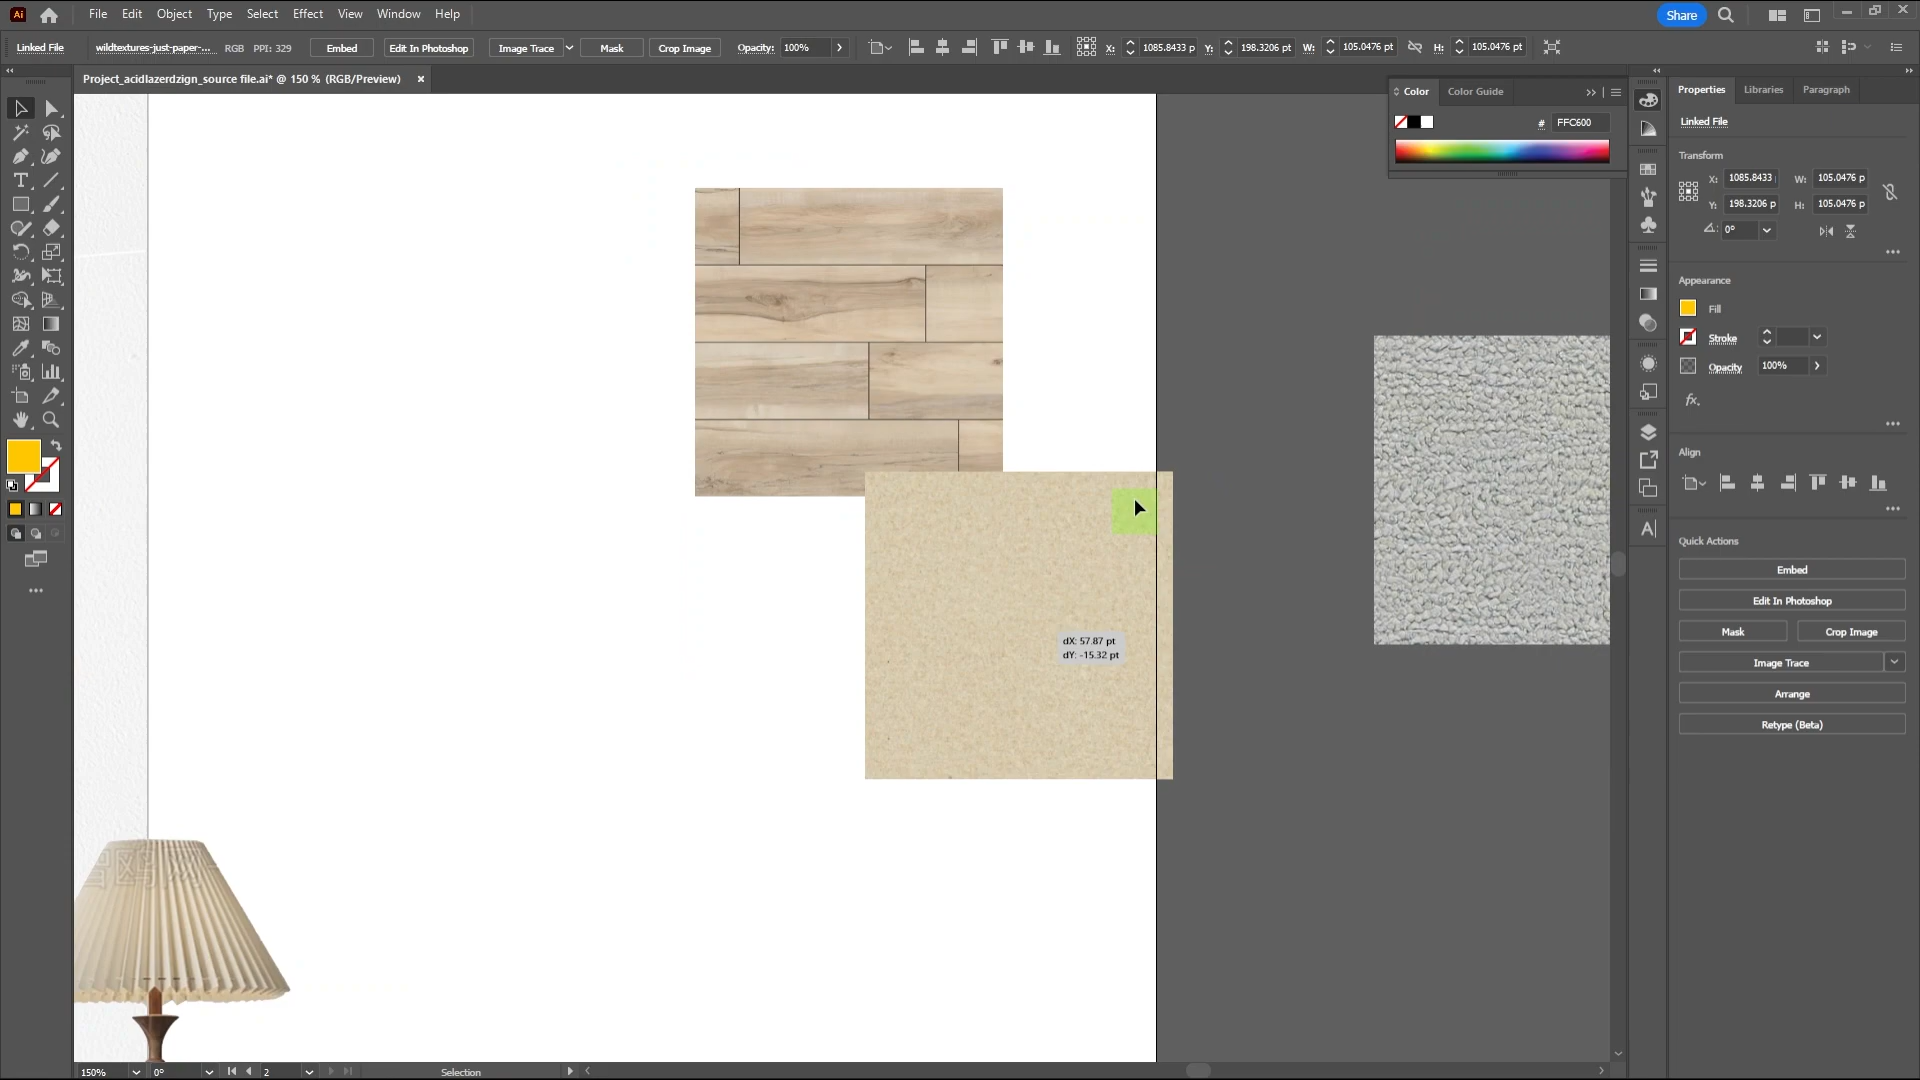 Ai File Edit Object Type Select Effect View Window Help Share
Linked File wildtextures-just-paper-... RGB PPI: 329 Embed Edit In Photoshop Image Trace Mask Crop Image Opacity: 100% X: 1085.8433 p Y: 198.3206 pt W: 105.0476 pt H: 105.0476 pt
Project_acidlazerdzign_source file.ai* @ 150 % (RGB/Preview)
Color Color Guide
# FFC600
Properties Libraries Paragraph
Linked File
Transform
X: 1085.8433 W: 105.0476 p
Y: 198.3206 p H: 105.0476 p
0°
Appearance
Fill
Stroke
Opacity 100%
fx.
Align
Quick Actions
Embed
Edit In Photoshop
Mask Crop Image
Image Trace
Arrange
Retype (Beta)
dX: 57.87 pt
dY: -15.32 pt
150% 0° 2 Selection